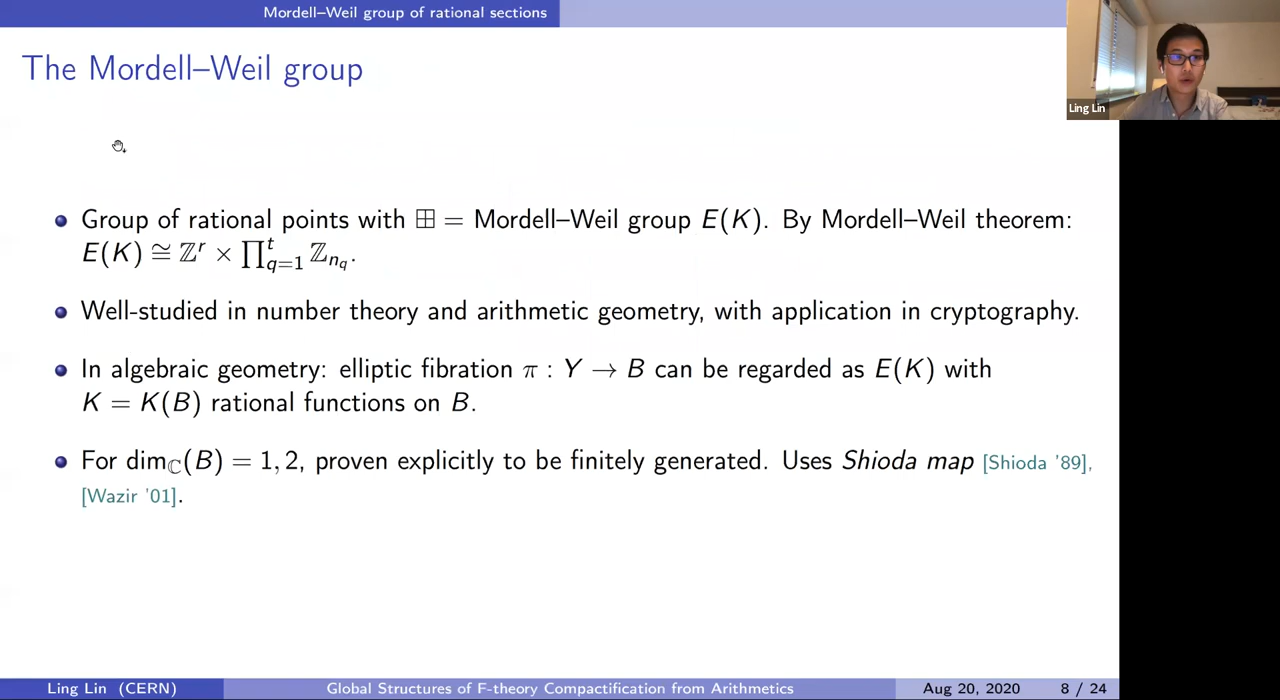 Mordell–Weil group of rational sections
The Mordell–Weil group
Ling Lin
Group of rational points with ⊞ = Mordell–Weil group E(K). By Mordell–Weil theorem:
E(K) ≅ ℤ^r × ∏_{q=1}^{t} ℤ_{n_q}.
Well-studied in number theory and arithmetic geometry, with application in cryptography.
In algebraic geometry: elliptic fibration π : Y → B can be regarded as E(K) with
K = K(B) rational functions on B.
For dim_ℂ(B) = 1, 2, proven explicitly to be finitely generated. Uses Shioda map [Shioda '89],
[Wazir '01].
Ling Lin (CERN) Global Structures of F-theory Compactification from Arithmetics Aug 20, 2020 8 / 24